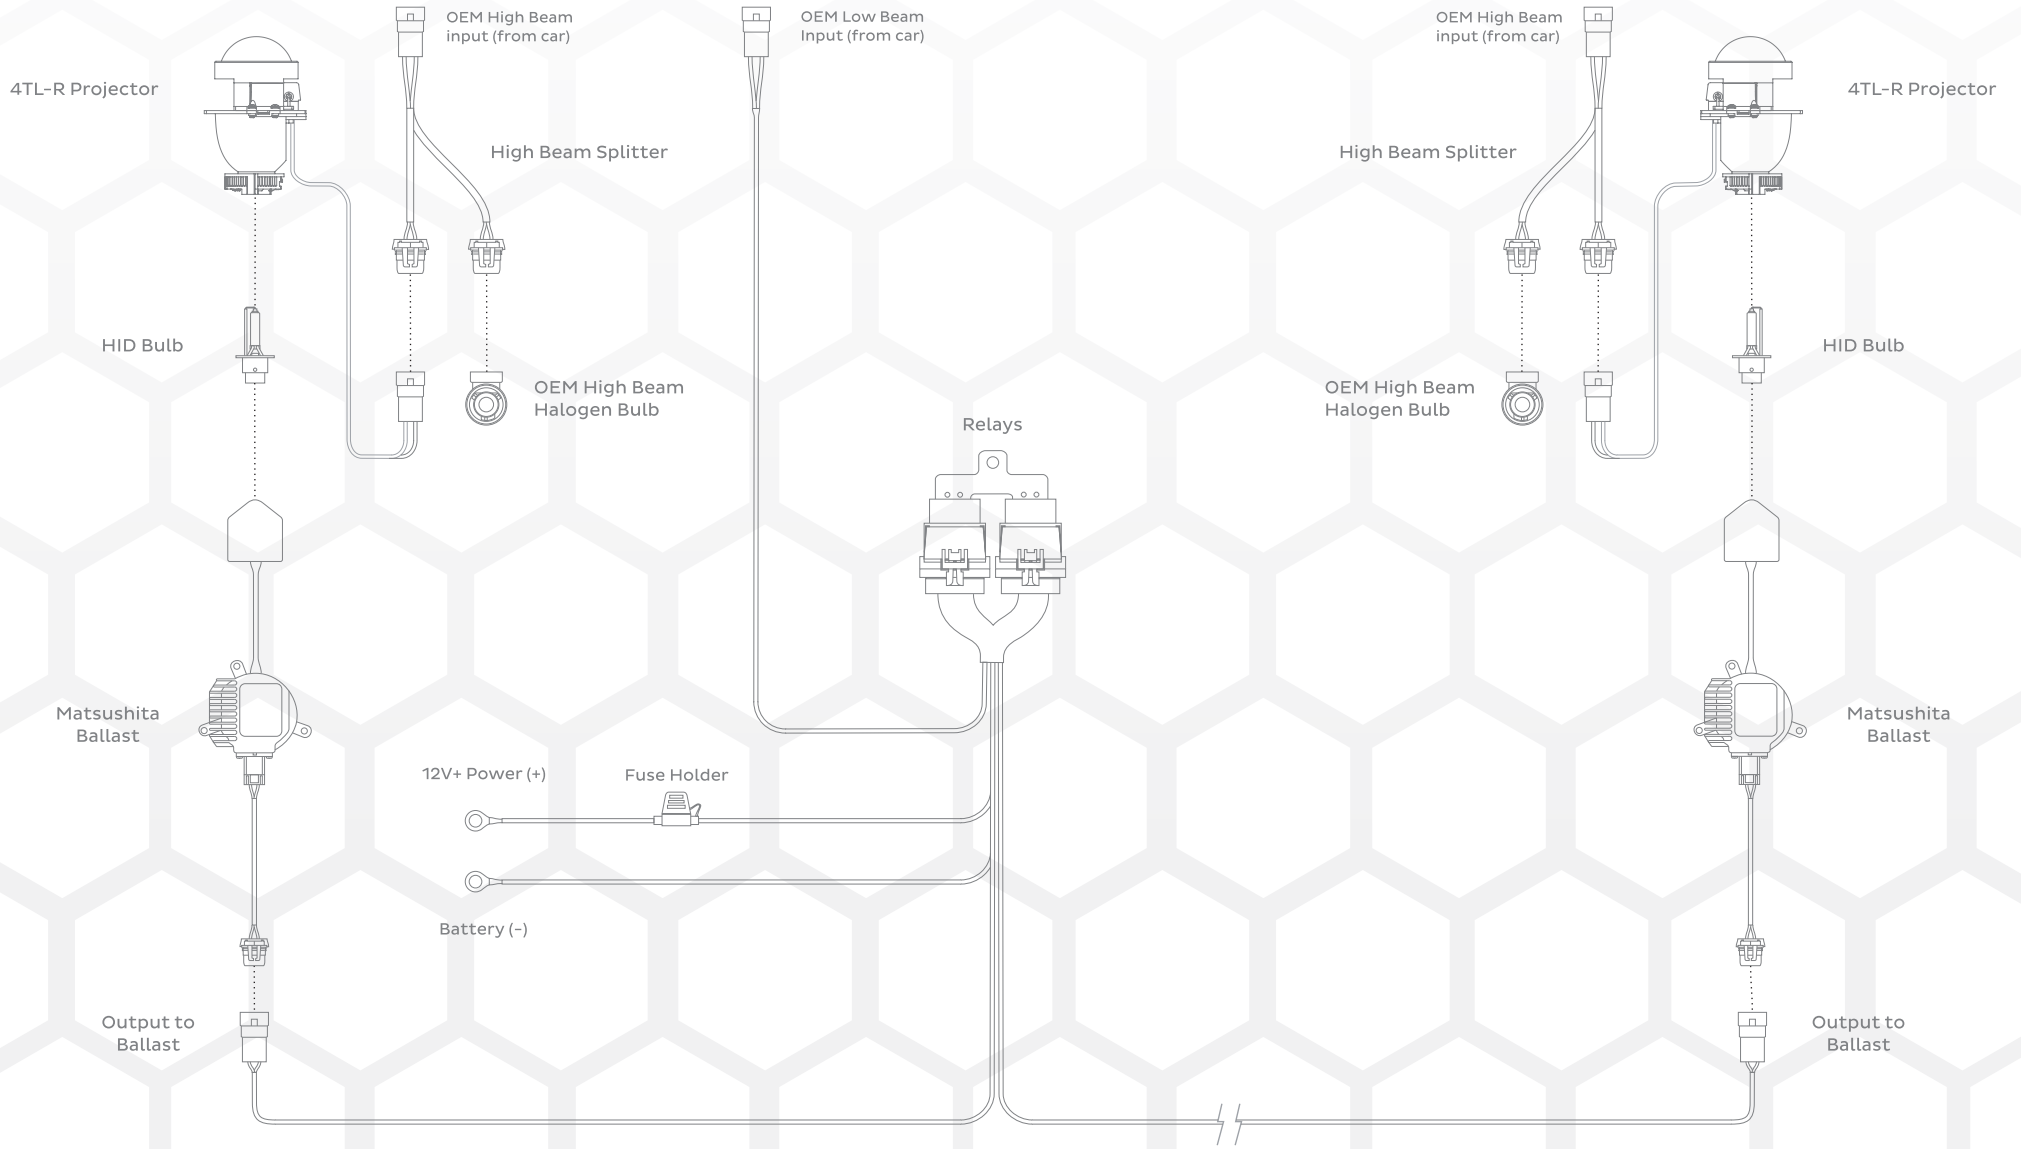 OEM High Beam
input (from car)
OEM Low Beam
Input (from car)
OEM High Beam
input (from car)
4TL-R Projector
4TL-R Projector
High Beam Splitter
High Beam Splitter
HID Bulb
HID Bulb
OEM High Beam
Halogen Bulb
OEM High Beam
Halogen Bulb
Relays
Matsushita
Ballast
Matsushita
Ballast
12V+ Power (+)
Fuse Holder
Battery (-)
Output to
Ballast
Output to
Ballast